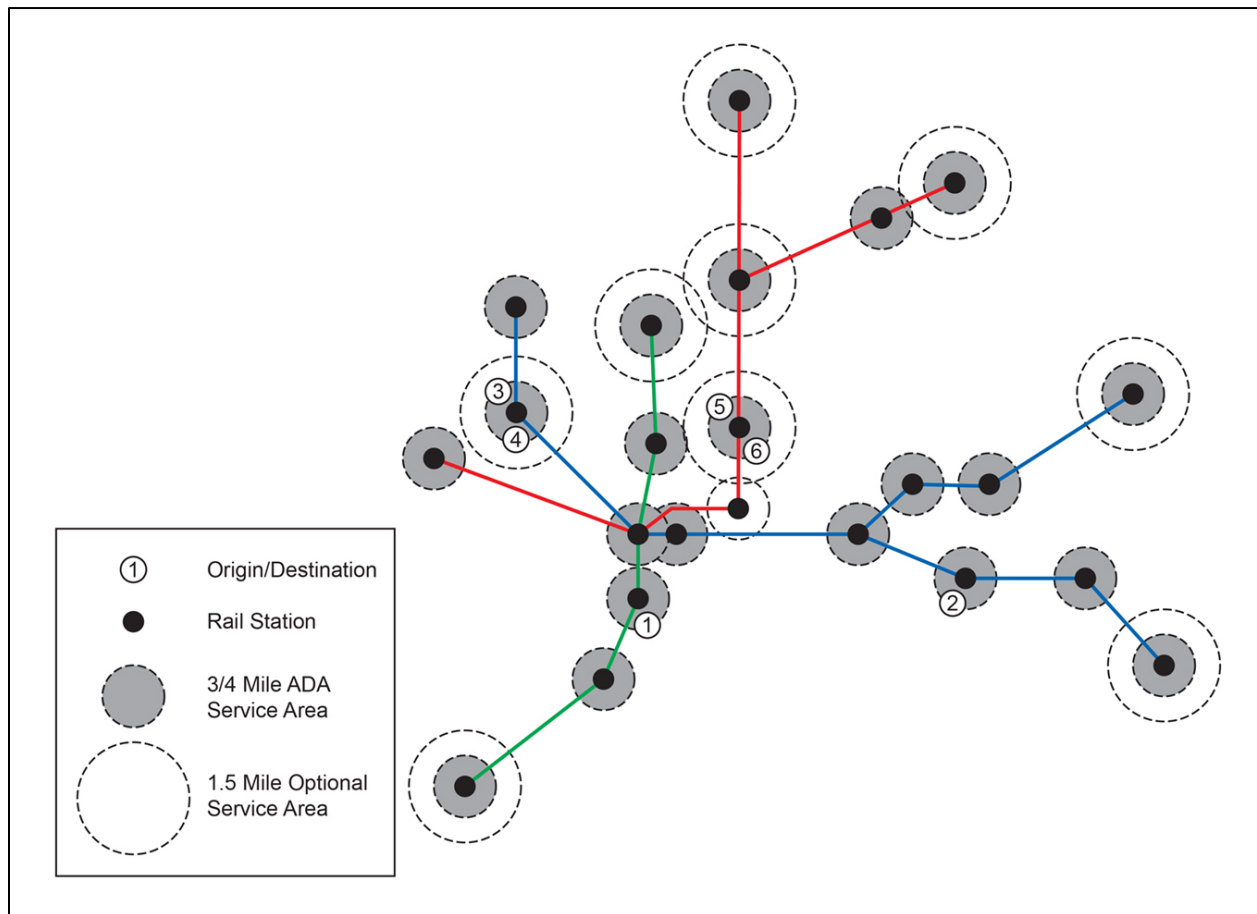 3
5
4
6
1
Origin/Destination
2
Rail Station
1
3/4 Mile ADA
Service Area
1.5 Mile Optional
Service Area